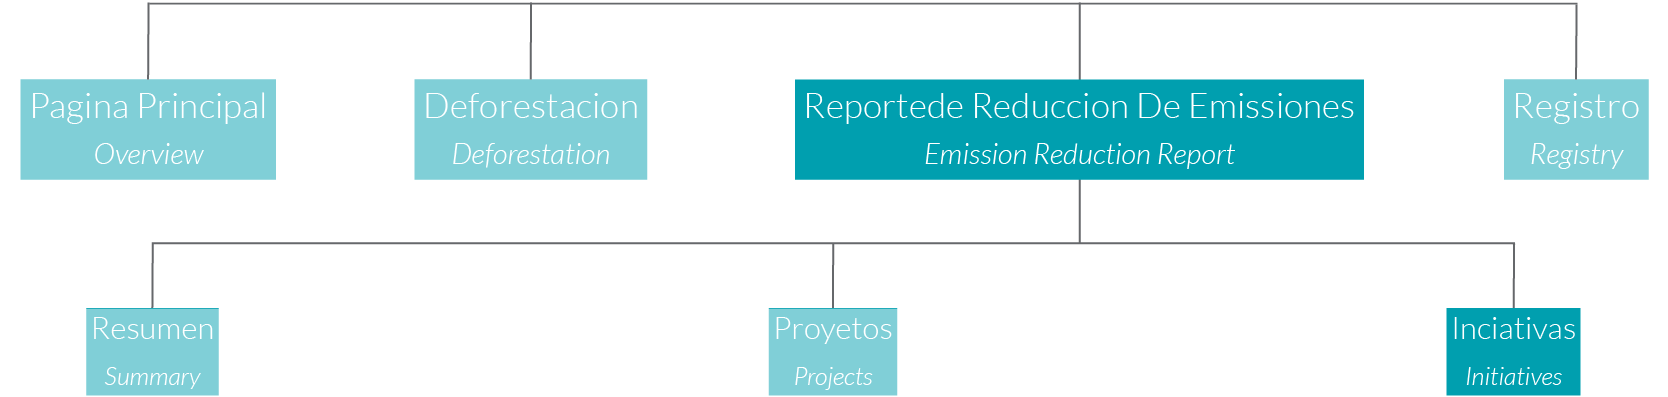 Pagina Principal
Overview
Deforestacion
Deforestation
Reportede Reduccion De Emissiones
Emission Reduction Report
Registro
Registry
Resumen
Summary
Proyetos
Projects
Inciativas
Initiatives